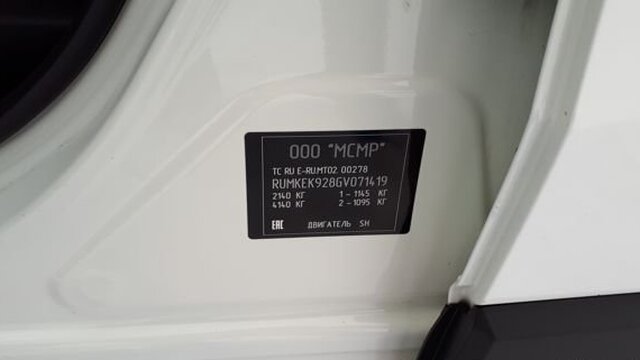 ООО "МСМР"
TC RU E-RU.MT02 00278
RUMKEK928GV071419
2140 КГ 1 - 1145 КГ
4140 КГ 2 - 1095 КГ
ЕАС ДВИГАТЕЛЬ SH